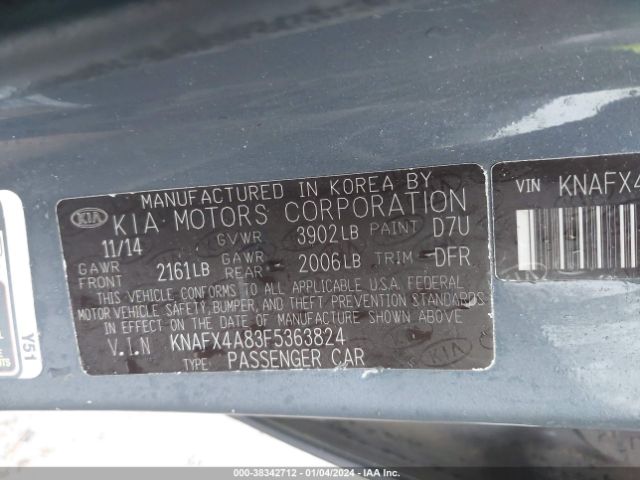 MANUFACTURED IN KOREA BY
KIA KIA MOTORS CORPORATION
11/14 GVWR 3902LB PAINT D7U
GAWR FRONT 2161LB GAWR REAR 2006LB TRIM DFR
THIS VEHICLE CONFORMS TO ALL APPLICABLE U.S.A. FEDERAL
MOTOR VEHICLE SAFETY, BUMPER, AND THEFT PREVENTION STANDARDS
IN EFFECT ON THE DATE OF MANUFACTURE SHOWN ABOVE
V.I.N KNAFX4A83F5363824
TYPE: PASSENGER CAR
KIA
VIN KNAFX4
Y51
000-38342712 - 01/04/2024 - IAA Inc.